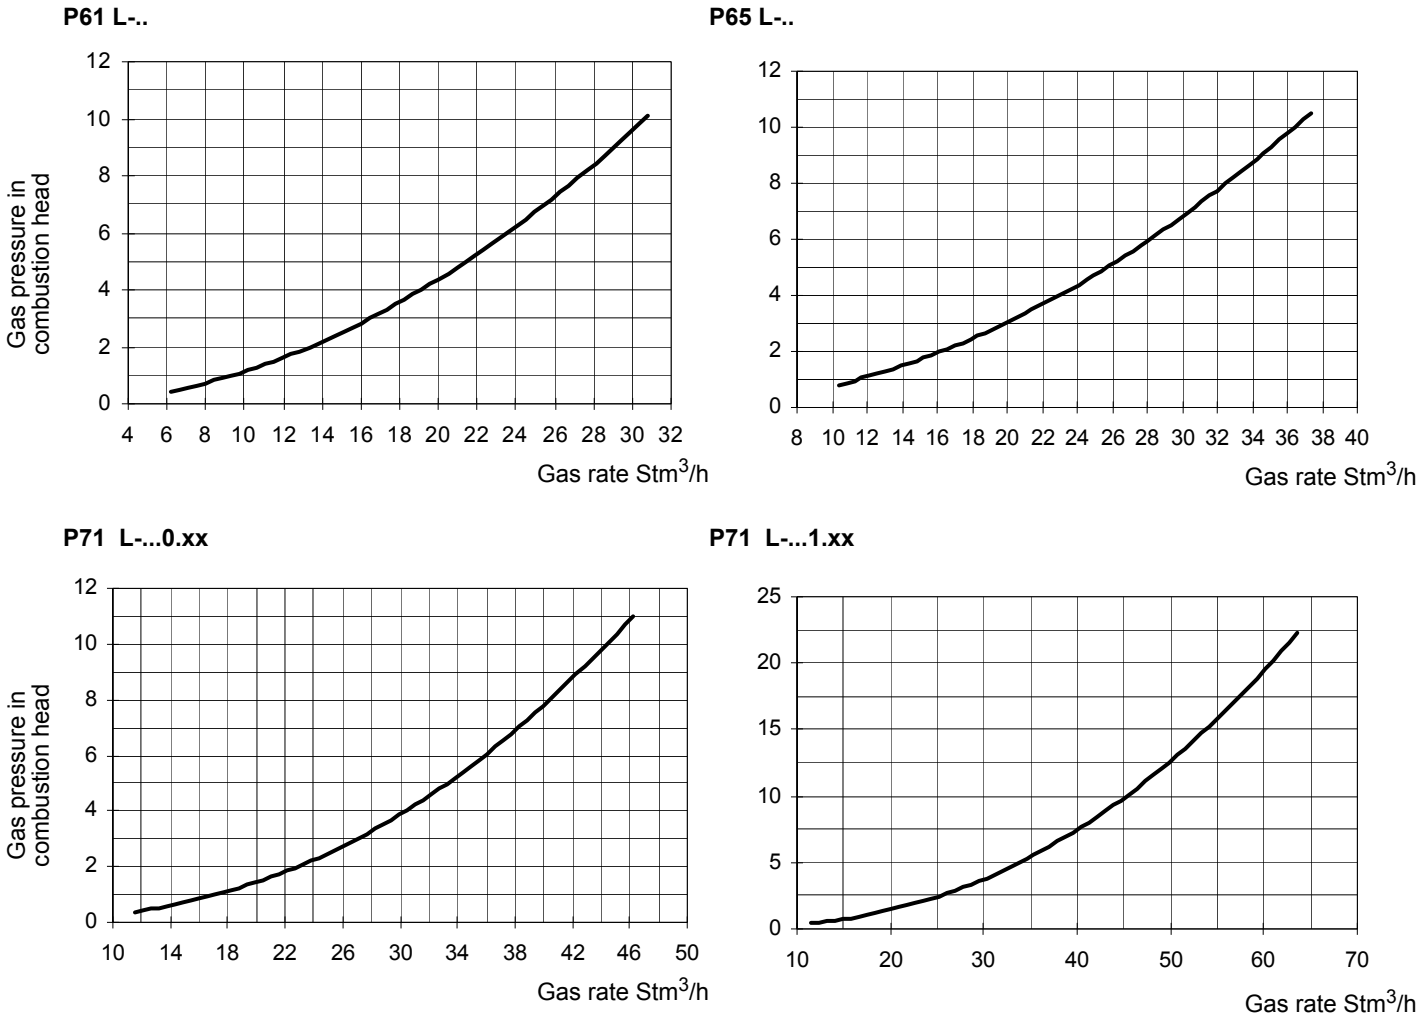 P61 L-..
P65 L-..
12
10
8
6
4
2
0
Gas pressure in
combustion head
4 6 8 10 12 14 16 18 20 22 24 26 28 30 32
Gas rate Stm³/h
12
10
8
6
4
2
0
8 10 12 14 16 18 20 22 24 26 28 30 32 34 36 38 40
Gas rate Stm³/h
P71 L-...0.xx
P71 L-...1.xx
12
10
8
6
4
2
0
Gas pressure in
combustion head
10 14 18 22 26 30 34 38 42 46 50
Gas rate Stm³/h
25
20
15
10
5
0
10 20 30 40 50 60 70
Gas rate Stm³/h